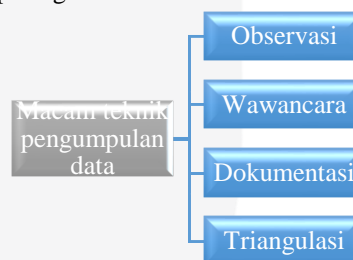 Macam teknik
pengumpulan
data
Observasi
Wawancara
Dokumentasi
Triangulasi